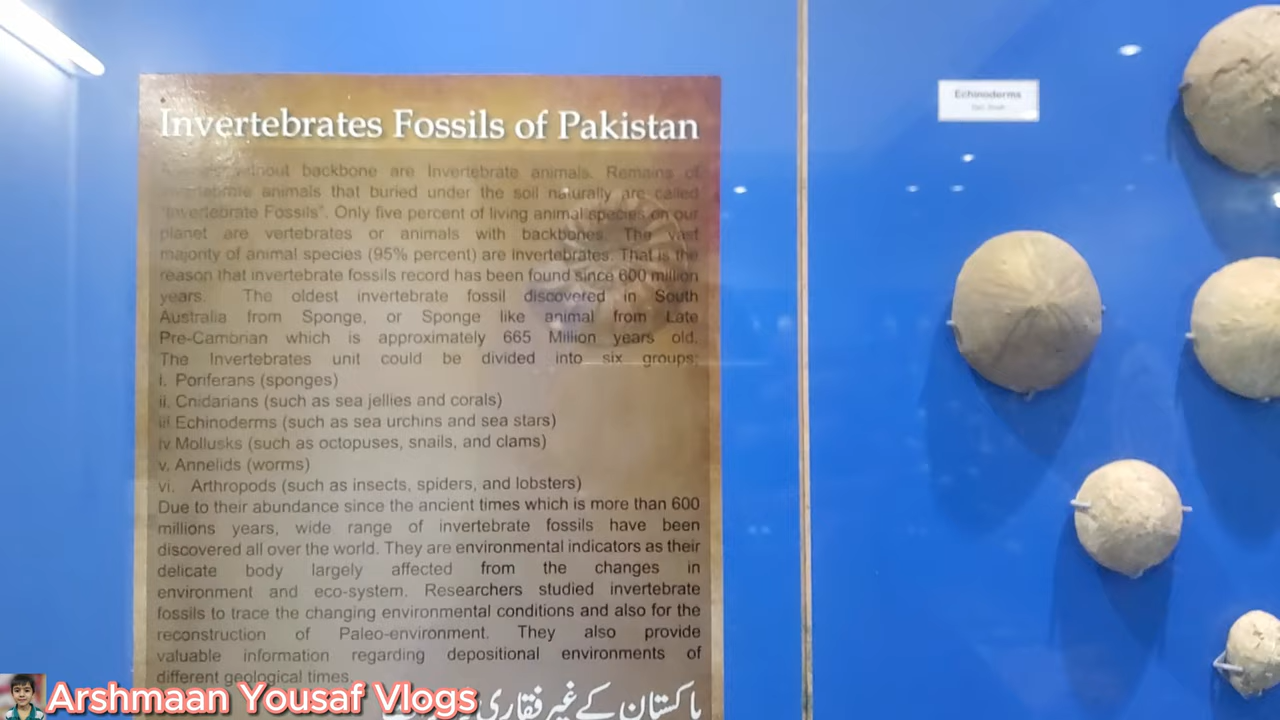 Invertebrates Fossils of Pakistan
without backbone are Invertebrate animals. Remains of
invertebrate animals that buried under the soil naturally are called
"Invertebrate Fossils". Only five percent of living animal species on our
planet are vertebrates or animals with backbones. The vast
majority of animal species (95% percent) are invertebrates. That is the
reason that invertebrate fossils record has been found since 600 million
years. The oldest invertebrate fossil discovered in South
Australia from Sponge, or Sponge like animal from Late
Pre-Cambrian which is approximately 665 Million years old.
The Invertebrates unit could be divided into six groups;
i. Poriferans (sponges)
ii. Cnidarians (such as sea jellies and corals)
iii Echinoderms (such as sea urchins and sea stars)
iv Mollusks (such as octopuses, snails, and clams)
v. Annelids (worms)
vi. Arthropods (such as insects, spiders, and lobsters)
Due to their abundance since the ancient times which is more than 600
millions years, wide range of invertebrate fossils have been
discovered all over the world. They are environmental indicators as their
delicate body largely affected from the changes in
environment and eco-system. Researchers studied invertebrate
fossils to trace the changing environmental conditions and also for the
reconstruction of Paleo-environment. They also provide
valuable information regarding depositional environments of
different geological times.
پاکستان کے غیر فقاری
Echinoderms
Arshmaan Yousaf Vlogs